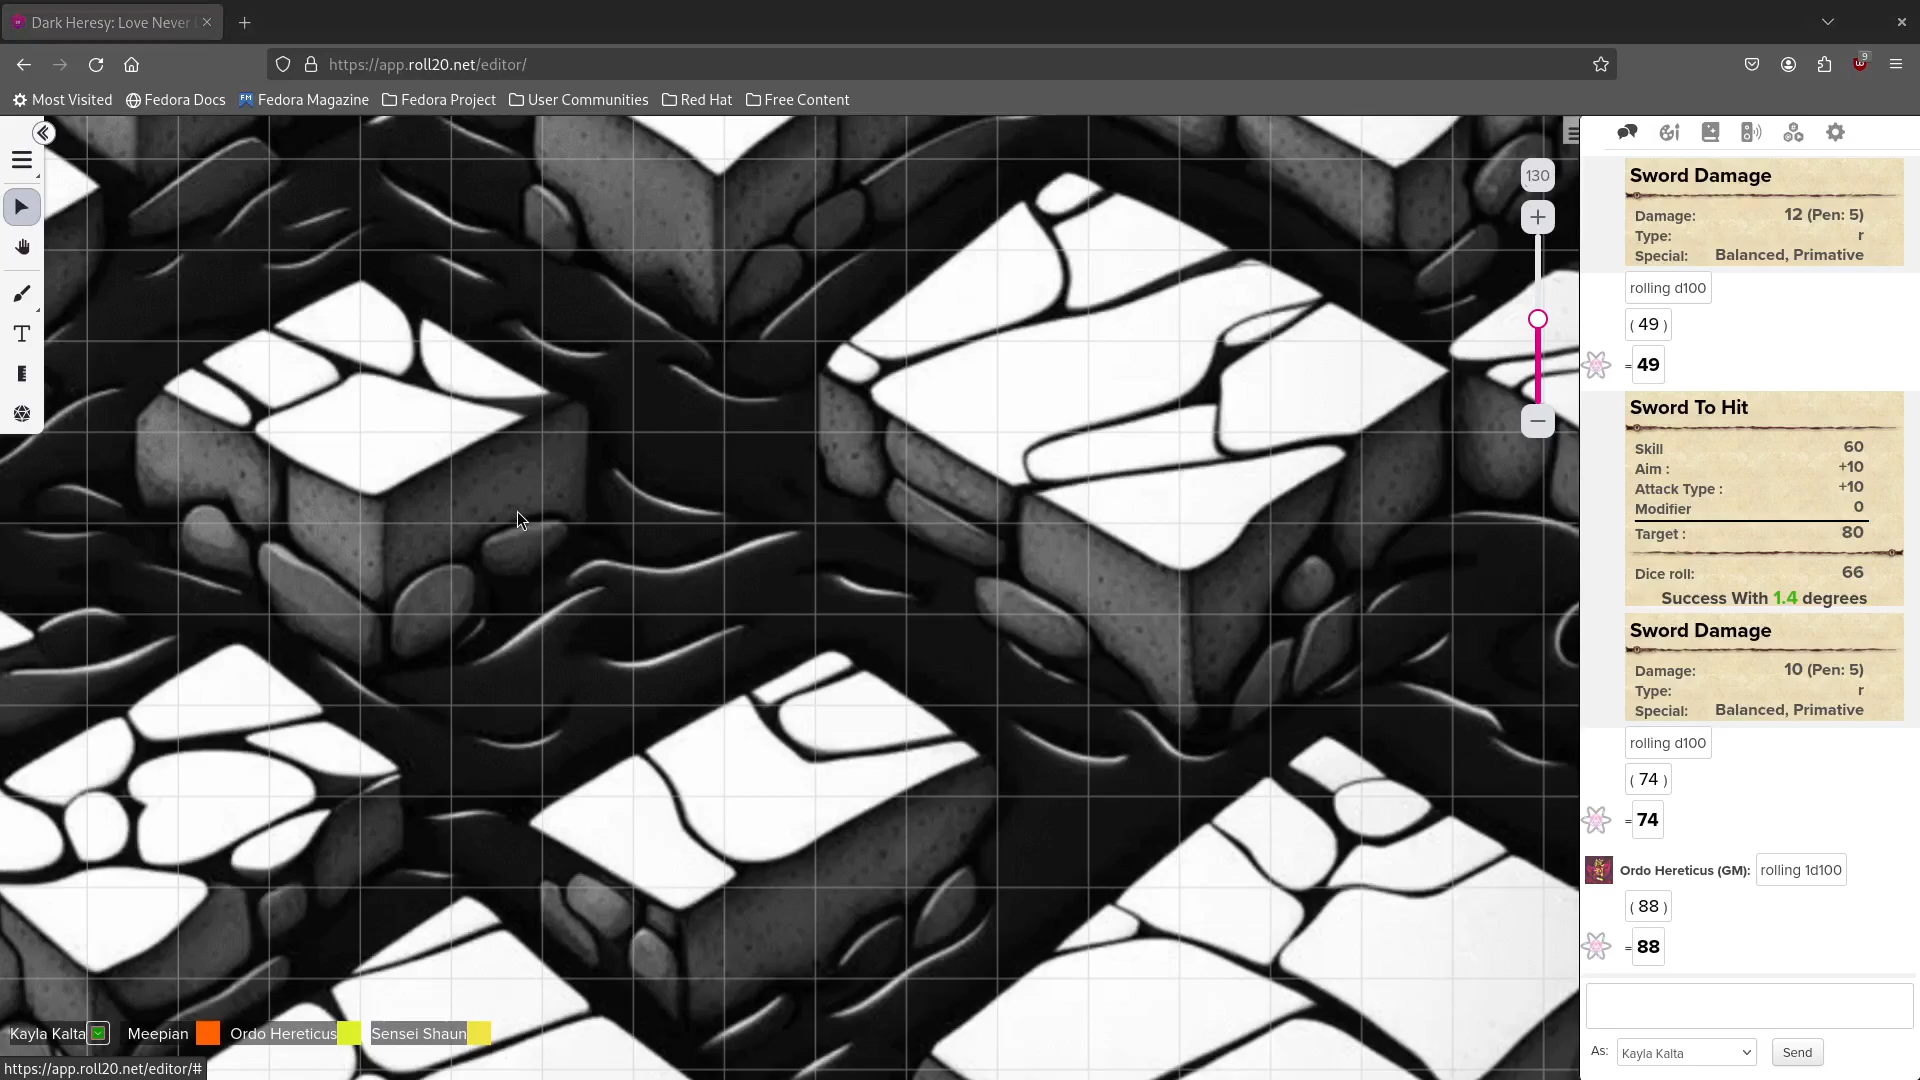 Dark Heresy: Love Never
https://app.roll20.net/editor/
9
Most Visited Fedora Docs Fedora Magazine Fedora Project User Communities Red Hat Free Content
130
Sword Damage
Damage: 12 (Pen: 5)
Type: r
Special: Balanced, Primative
rolling d100
( 49 )
= 49
Sword To Hit
Skill 60
Aim : +10
Attack Type : +10
Modifier 0
Target : 80
Dice roll: 66
Success With 1.4 degrees
Sword Damage
Damage: 10 (Pen: 5)
Type: r
Special: Balanced, Primative
rolling d100
( 74 )
= 74
Ordo Hereticus (GM): rolling 1d100
( 88 )
= 88
Kayla Kalta Meepian Ordo Hereticus Sensei Shaun
As: Kayla Kalta Send
https://app.roll20.net/editor/#